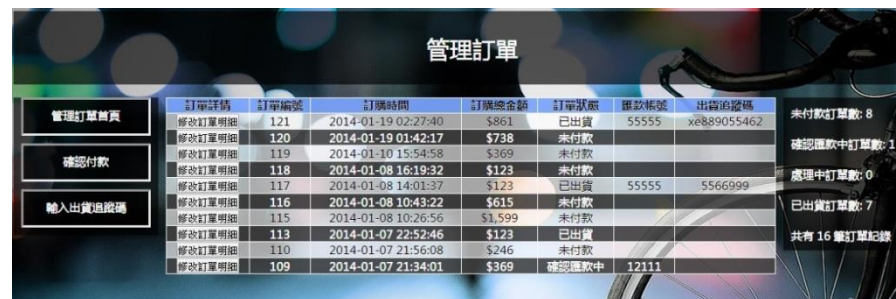 管理訂單
管理訂單首頁
確認付款
輸入出貨追蹤碼
訂單詳情 訂單編號 訂購時間 訂購總金額 訂單狀態 匯款帳號 出貨追蹤碼
修改訂單明細 121 2014-01-19 02:27:40 $861 已出貨 55555 xe889055462
修改訂單明細 120 2014-01-19 01:42:17 $738 未付款
修改訂單明細 119 2014-01-10 15:54:58 $369 未付款
修改訂單明細 118 2014-01-08 16:19:32 $123 未付款
修改訂單明細 117 2014-01-08 14:01:37 $123 已出貨 55555 5566999
修改訂單明細 116 2014-01-08 10:43:22 $615 未付款
修改訂單明細 115 2014-01-08 10:26:56 $1,599 未付款
修改訂單明細 113 2014-01-07 22:52:46 $123 已出貨
修改訂單明細 110 2014-01-07 21:56:08 $246 未付款
修改訂單明細 109 2014-01-07 21:34:01 $369 確認匯款中 12111
未付款訂單數: 8
確認匯款中訂單數: 1
處理中訂單數: 0
已出貨訂單數: 7
共有 16 筆訂單記錄